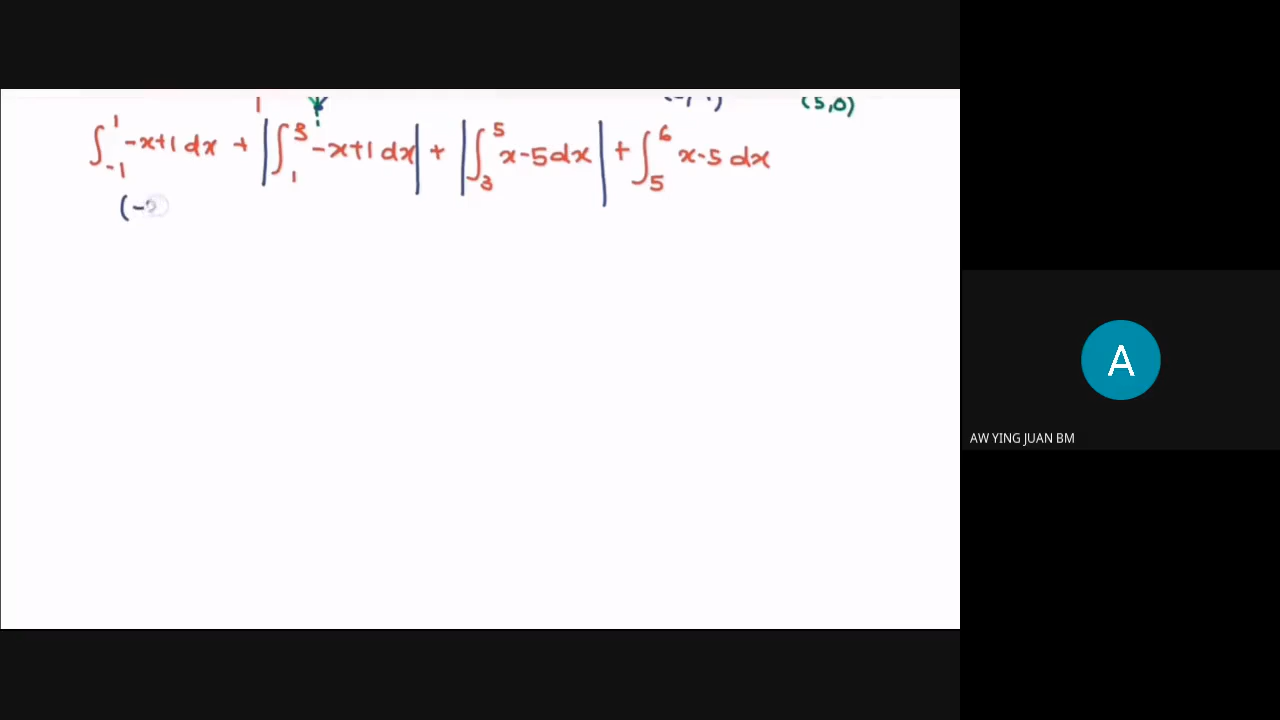 (5,0)
∫₋₁¹ -x+1 dx + |∫₁³ -x+1 dx| + |∫₃⁵ x-5 dx| + ∫₅⁶ x-5 dx
(-
A
AW YING JUAN BM